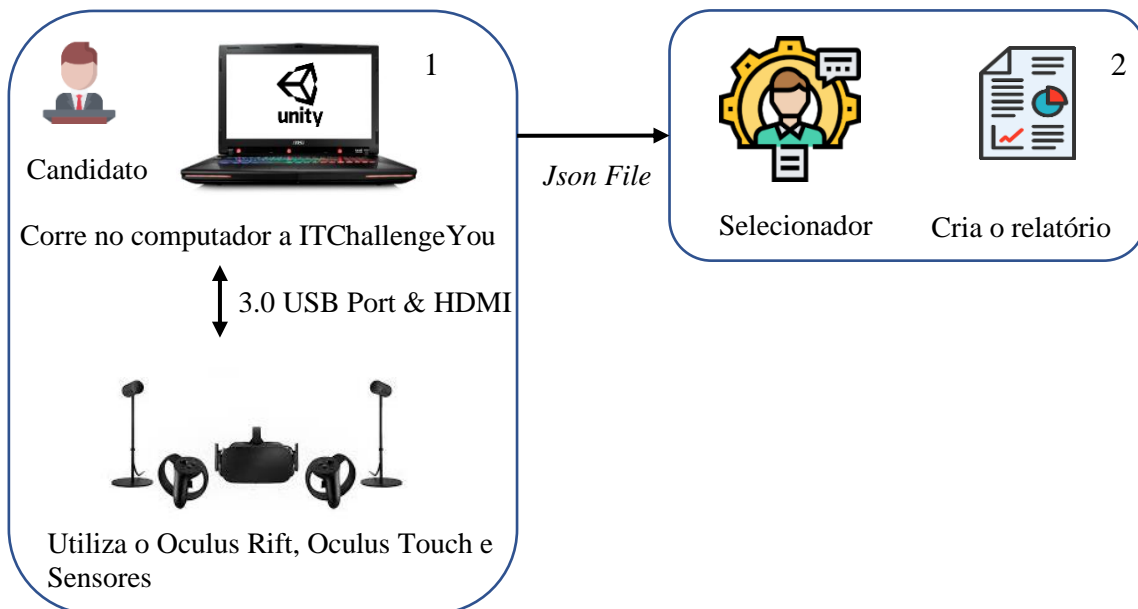 1
unity
Candidato
Corre no computador a ITChallengeYou
3.0 USB Port & HDMI
Utiliza o Oculus Rift, Oculus Touch e
Sensores
Json File
2
Selecionador
Cria o relatório